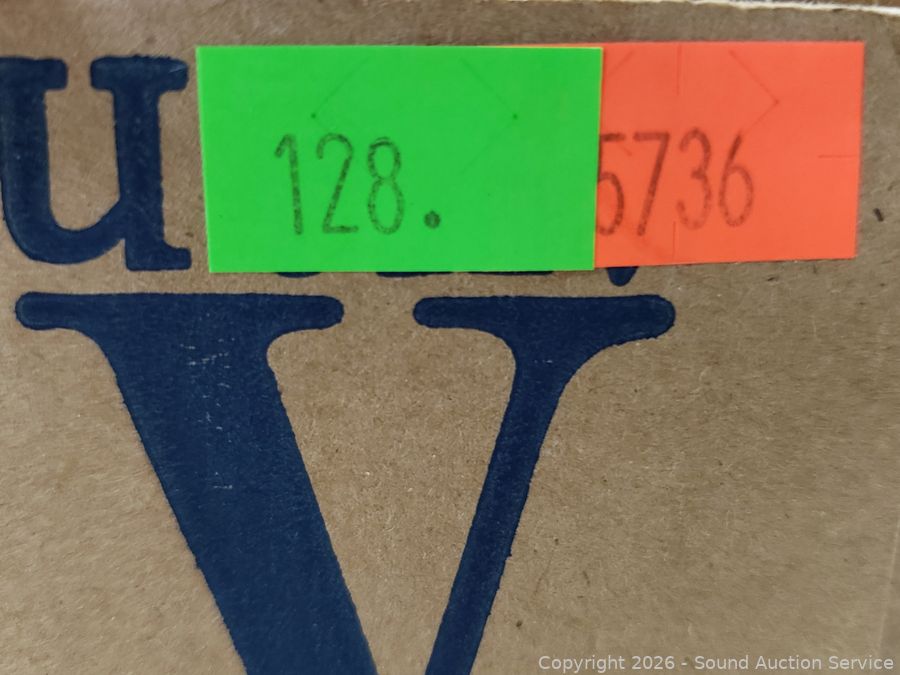 u
128.
5736
V
Copyright 2026 - Sound Auction Service